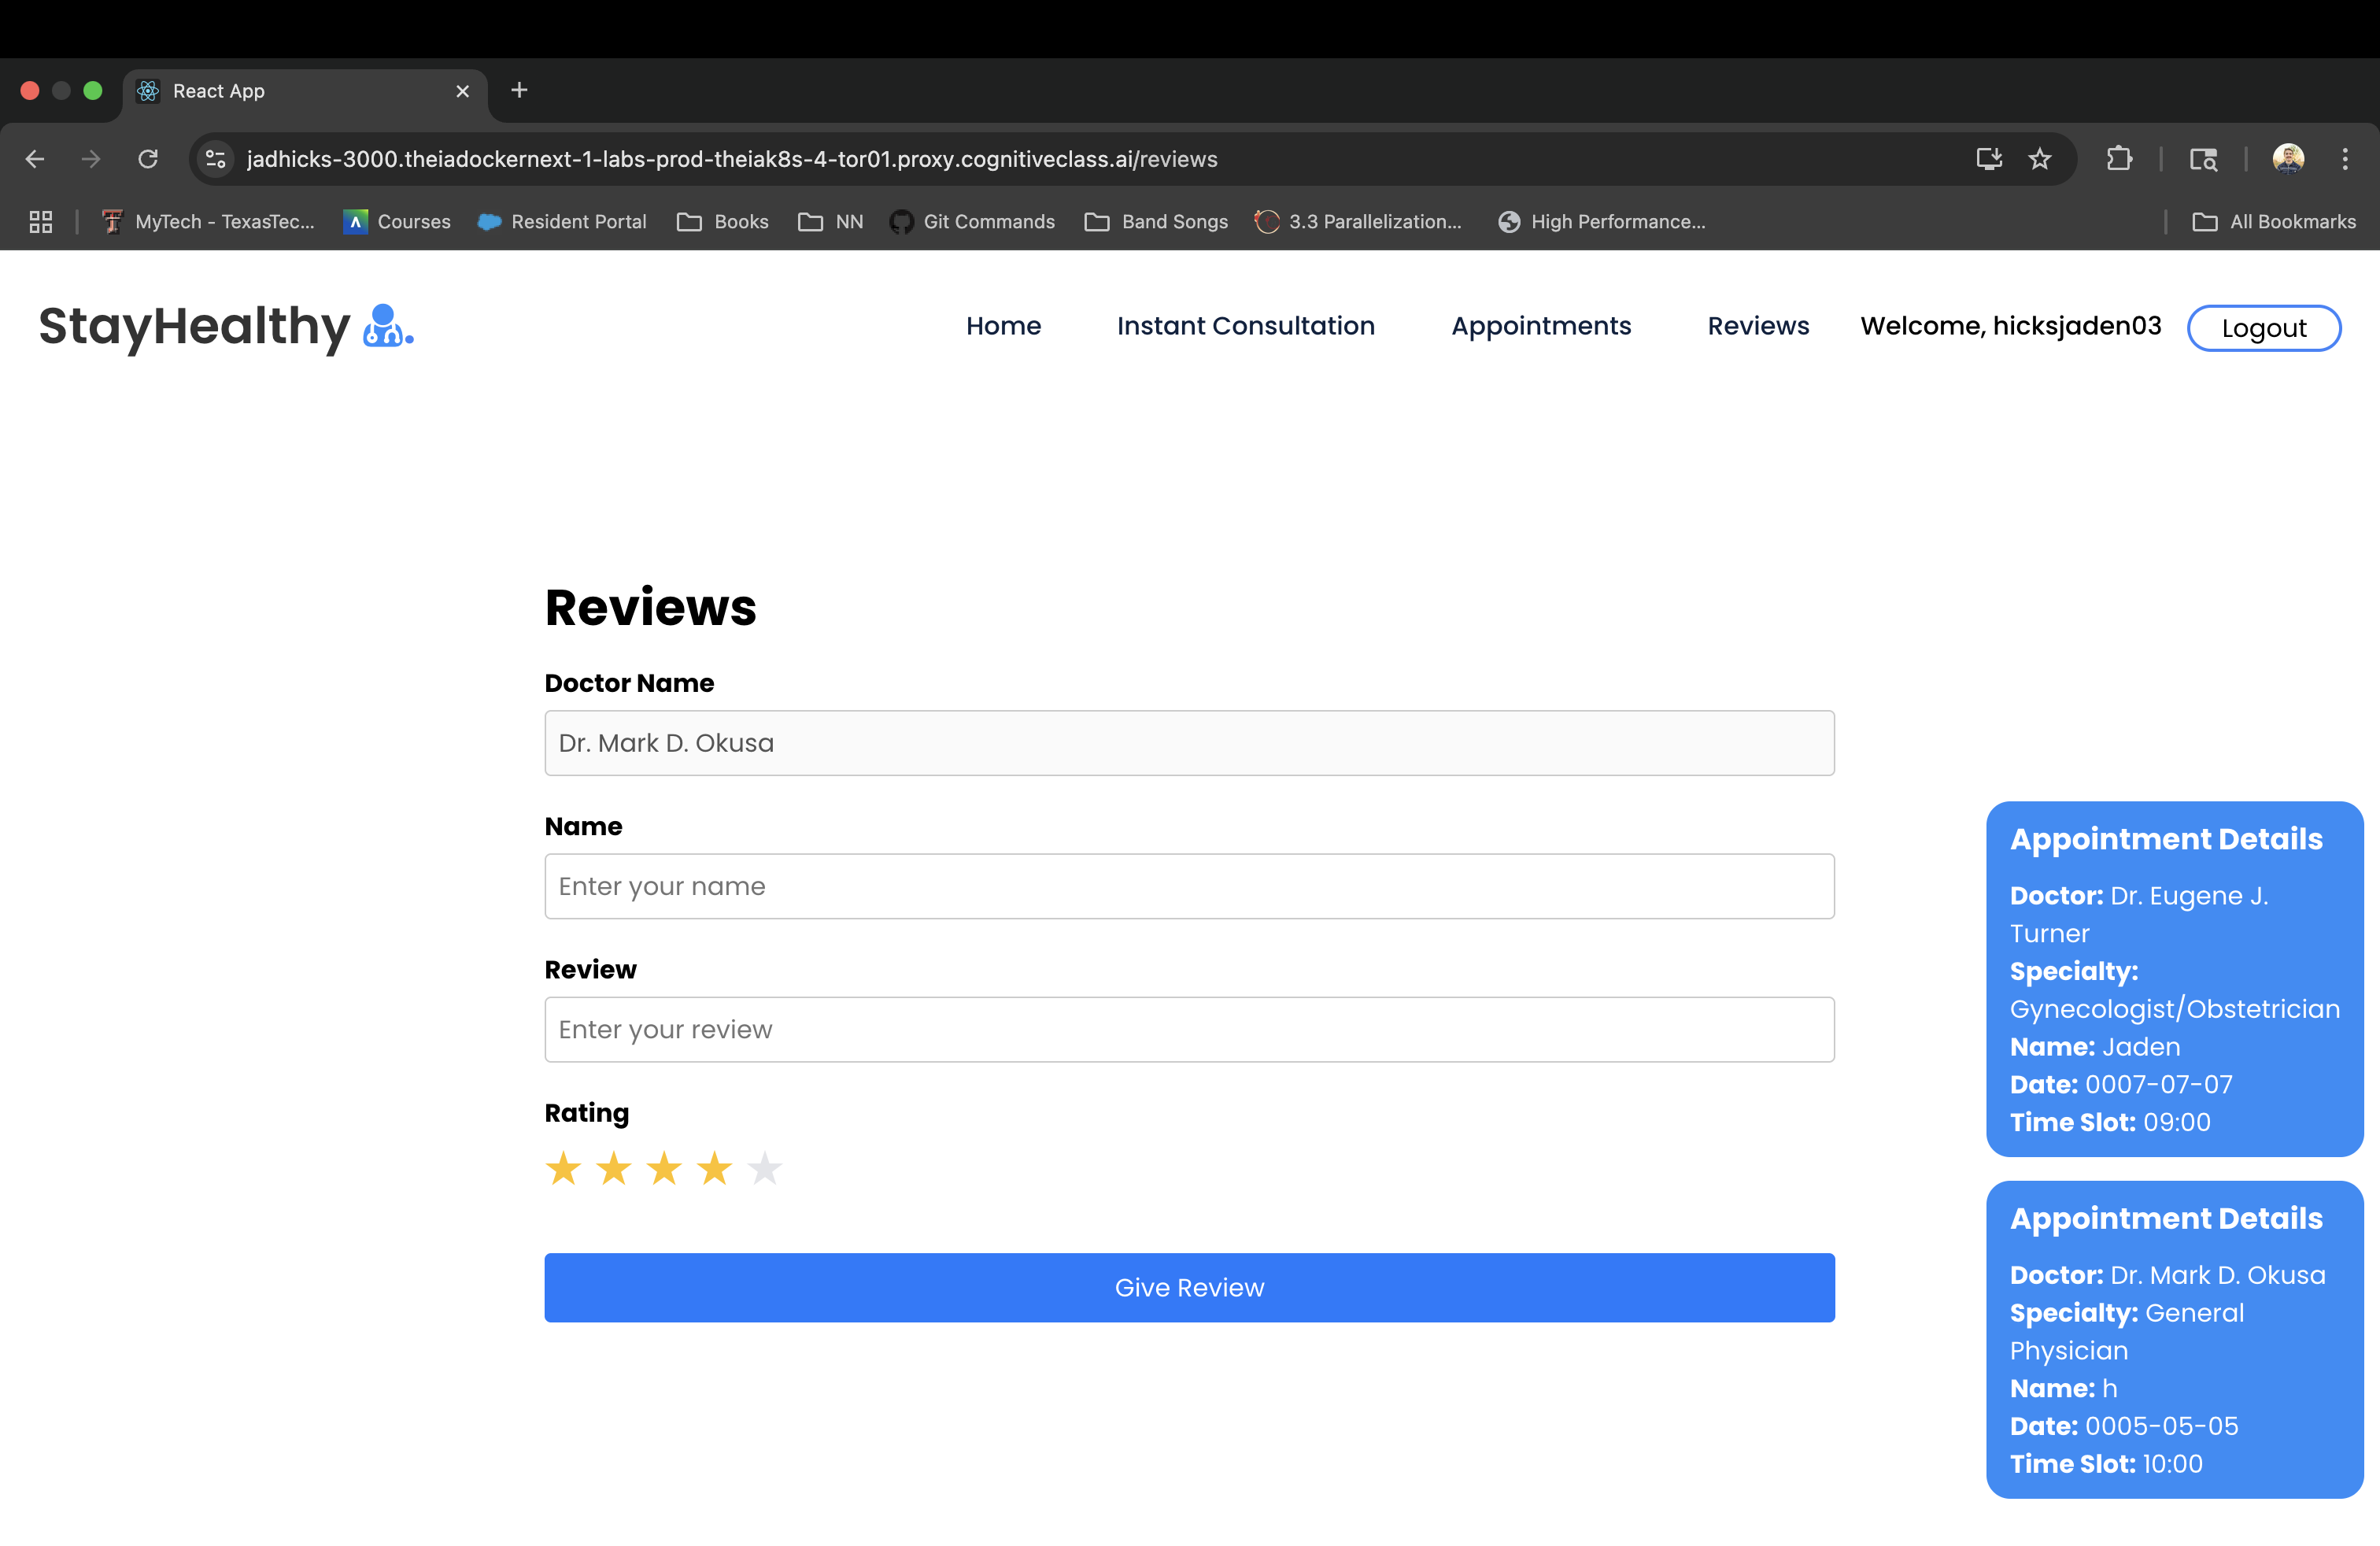 React App
jadhicks-3000.theiadockernext-1-labs-prod-theiak8s-4-tor01.proxy.cognitiveclass.ai/reviews
MyTech - TexasTec... Courses Resident Portal Books NN Git Commands Band Songs 3.3 Parallelization... High Performance... All Bookmarks
StayHealthy Home Instant Consultation Appointments Reviews Welcome, hicksjaden03 Logout
Reviews
Doctor Name
Dr. Mark D. Okusa
Name
Enter your name
Review
Enter your review
Rating
Give Review
Appointment Details
Doctor: Dr. Eugene J.
Turner
Specialty:
Gynecologist/Obstetrician
Name: Jaden
Date: 0007-07-07
Time Slot: 09:00
Appointment Details
Doctor: Dr. Mark D. Okusa
Specialty: General
Physician
Name: h
Date: 0005-05-05
Time Slot: 10:00